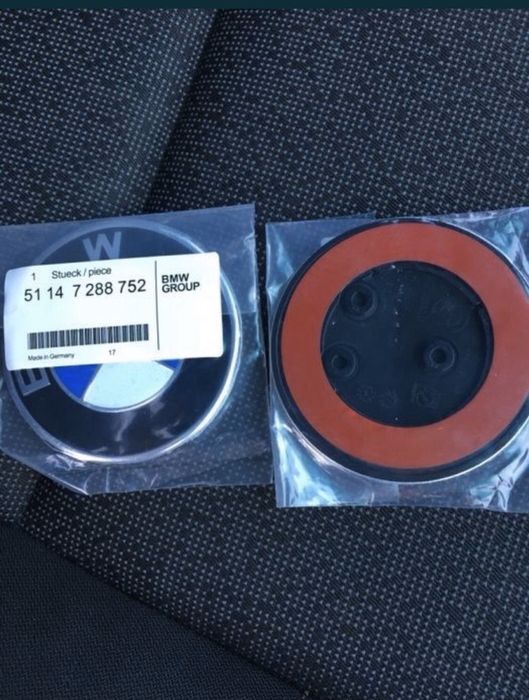 W
B
1 Stueck / piece
51 14 7 288 752
BMW
GROUP
Made in Germany 17